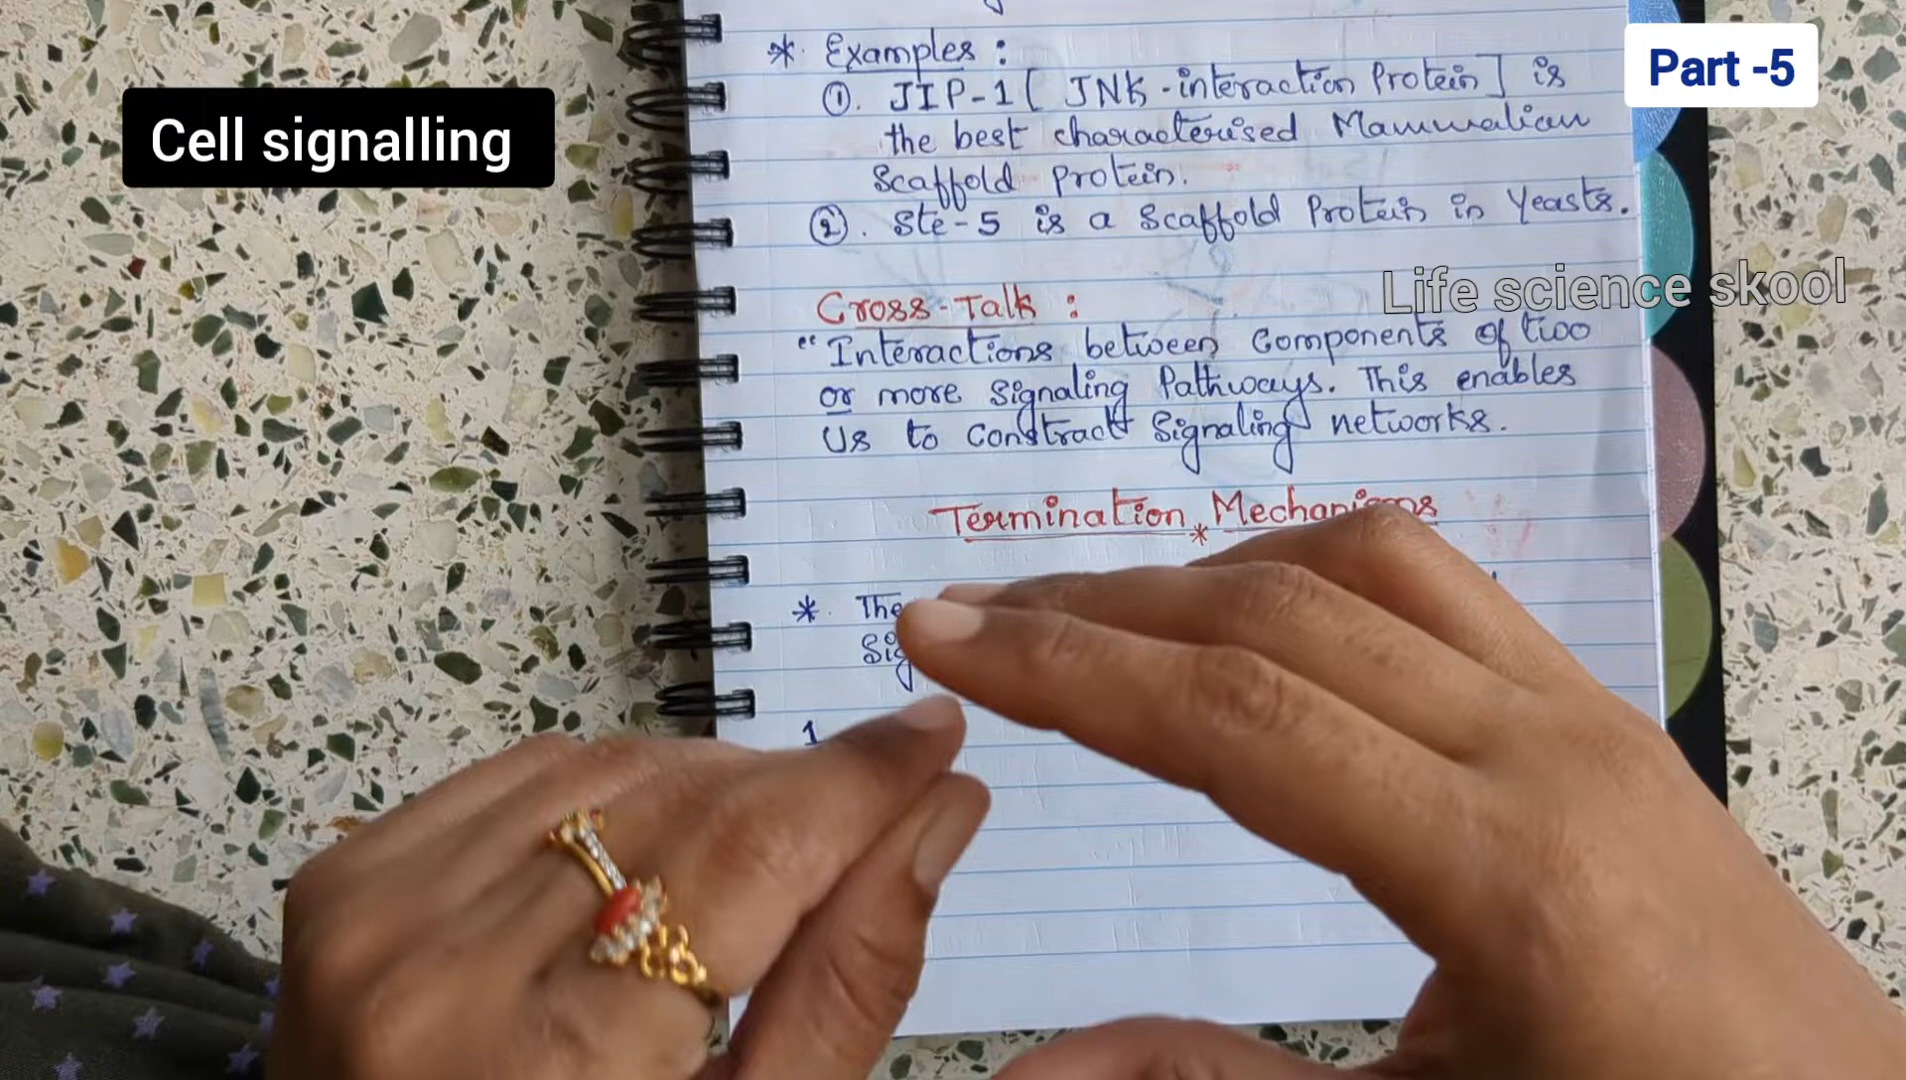 Part -5
Cell signalling
Life science skool
* Examples :
①. JIP-1 [ JNK-interaction Protein] is
the best characterised Mammalian
Scaffold Protein.
②. Ste-5 is a Scaffold Protein in Yeasts.
Cross-Talk :
"Interactions between Components of two
or more Signaling Pathways. This enables
Us to Constract Signaling networks.
Termination Mechanisms
*
*. The
Sig
1